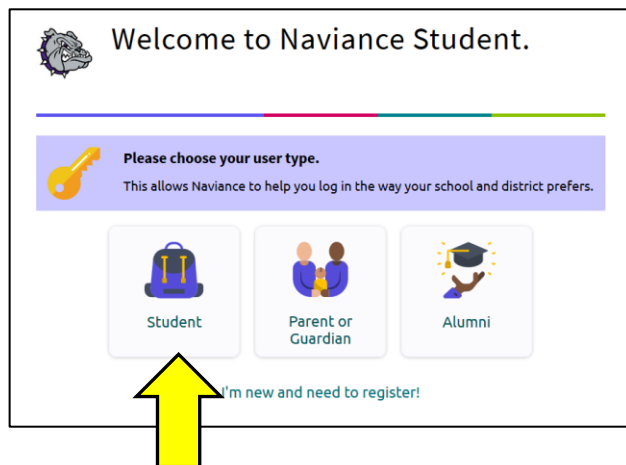 Welcome to Naviance Student.
Please choose your user type.
This allows Naviance to help you log in the way your school and district prefers.
Student
Parent or
Guardian
Alumni
I'm new and need to register!